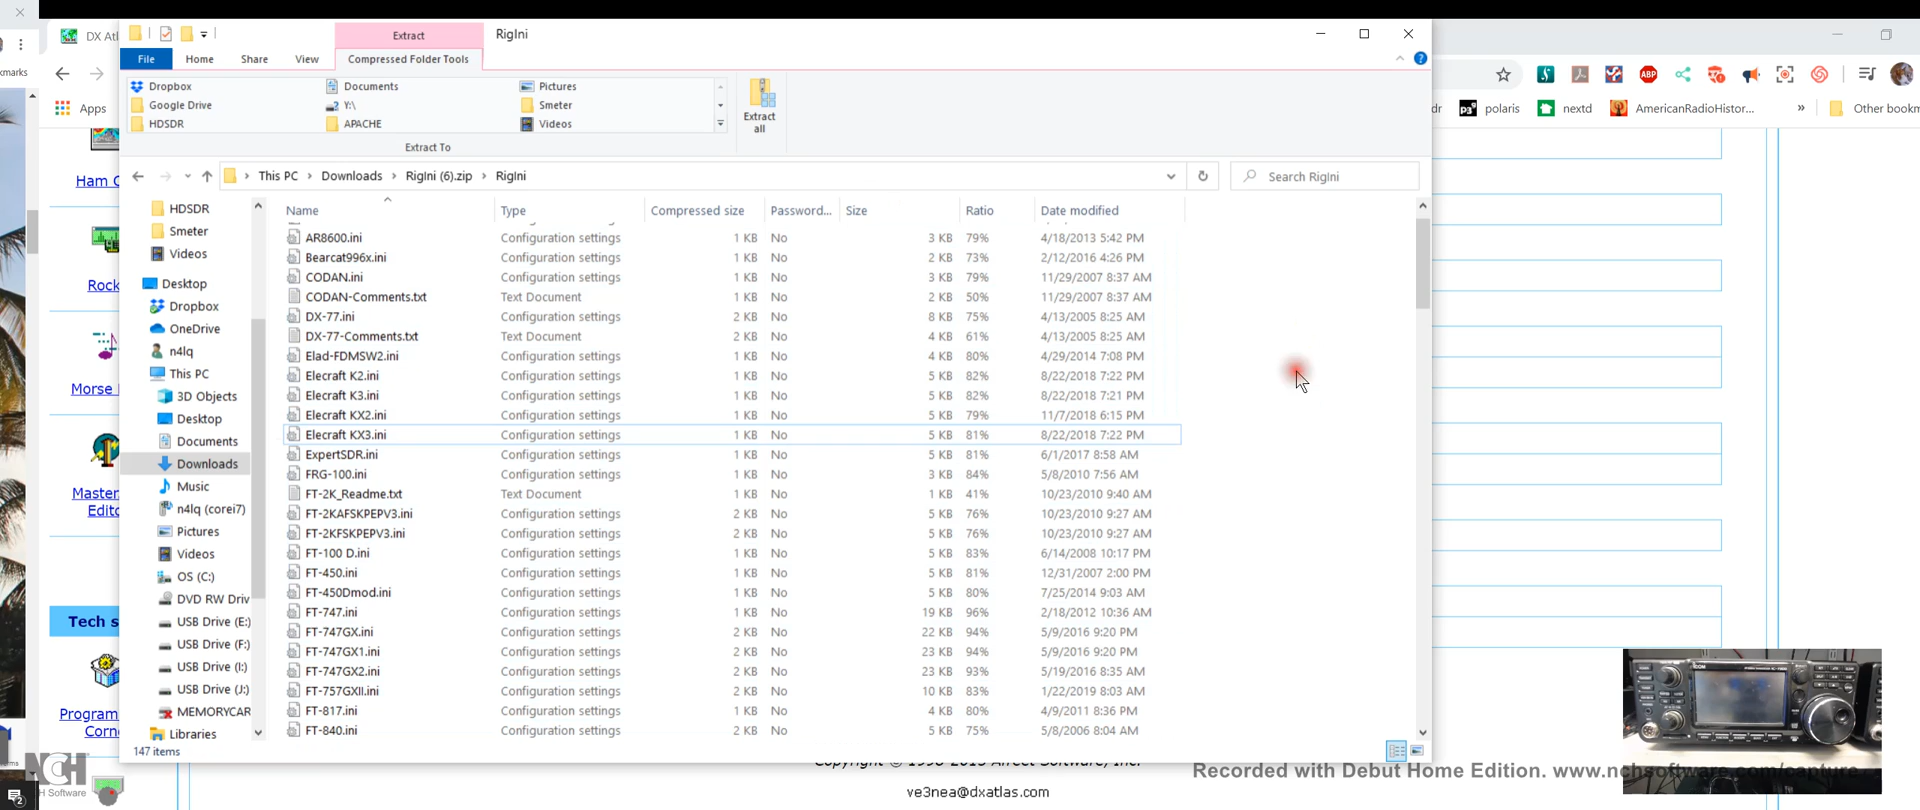 DX Atl
Extract
RigIni
File
Home
Share
View
Compressed Folder Tools
Dropbox
Documents
Pictures
Google Drive
Y:\
Smeter
HDSDR
APACHE
Videos
Extract all
Extract To
marks
Apps
dr
polaris
nextd
AmericanRadioHistor...
»
Other bookm
ABP
This PC > Downloads > RigIni (6).zip > RigIni
Search RigIni
Name Type Compressed size Password... Size Ratio Date modified
AR8600.ini Configuration settings 1 KB No 3 KB 79% 4/18/2013 5:42 PM
Bearcat996x.ini Configuration settings 1 KB No 2 KB 73% 2/12/2016 4:26 PM
CODAN.ini Configuration settings 1 KB No 3 KB 79% 11/29/2007 8:37 AM
CODAN-Comments.txt Text Document 1 KB No 2 KB 50% 11/29/2007 8:37 AM
DX-77.ini Configuration settings 2 KB No 8 KB 75% 4/13/2005 8:25 AM
DX-77-Comments.txt Text Document 2 KB No 4 KB 61% 4/13/2005 8:25 AM
Elad-FDMSW2.ini Configuration settings 1 KB No 4 KB 80% 4/29/2014 7:08 PM
Elecraft K2.ini Configuration settings 1 KB No 5 KB 82% 8/22/2018 7:22 PM
Elecraft K3.ini Configuration settings 1 KB No 5 KB 82% 8/22/2018 7:21 PM
Elecraft KX2.ini Configuration settings 1 KB No 5 KB 79% 11/7/2018 6:15 PM
Elecraft KX3.ini Configuration settings 1 KB No 5 KB 81% 8/22/2018 7:22 PM
ExpertSDR.ini Configuration settings 1 KB No 5 KB 81% 6/1/2017 8:58 AM
FRG-100.ini Configuration settings 1 KB No 3 KB 84% 5/8/2010 7:56 AM
FT-2K_Readme.txt Text Document 1 KB No 1 KB 41% 10/23/2010 9:40 AM
FT-2KAFSKPEPV3.ini Configuration settings 2 KB No 5 KB 76% 10/23/2010 9:27 AM
FT-2KFSKPEPV3.ini Configuration settings 2 KB No 5 KB 76% 10/23/2010 9:27 AM
FT-100 D.ini Configuration settings 1 KB No 5 KB 83% 6/14/2008 10:17 PM
FT-450.ini Configuration settings 1 KB No 5 KB 81% 12/31/2007 2:00 PM
FT-450Dmod.ini Configuration settings 1 KB No 5 KB 80% 7/25/2014 9:03 AM
FT-747.ini Configuration settings 1 KB No 19 KB 96% 2/18/2012 10:36 AM
FT-747GX.ini Configuration settings 2 KB No 22 KB 94% 5/9/2016 9:20 PM
FT-747GX1.ini Configuration settings 2 KB No 23 KB 94% 5/9/2016 9:20 PM
FT-747GX2.ini Configuration settings 2 KB No 23 KB 93% 5/19/2016 8:35 AM
FT-757GXII.ini Configuration settings 2 KB No 10 KB 83% 1/22/2019 8:03 AM
FT-817.ini Configuration settings 1 KB No 4 KB 80% 4/9/2011 8:36 PM
FT-840.ini Configuration settings 2 KB No 5 KB 75% 5/8/2006 8:04 AM
HDSDR
Smeter
Videos
Desktop
Dropbox
OneDrive
n4lq
This PC
3D Objects
Desktop
Documents
Downloads
Music
n4lq (corei7)
Pictures
Videos
OS (C:)
DVD RW Driv
USB Drive (E:)
USB Drive (F:)
USB Drive (I:)
USB Drive (J:)
MEMORYCAR
Libraries
147 items
Ham C
Rock
Morse
Master
Edito
Tech s
Program
Corn
NCH
NCH Software
2
ve3nea@dxatlas.com
Recorded with Debut Home Edition. www.nchsoftware.com/capture